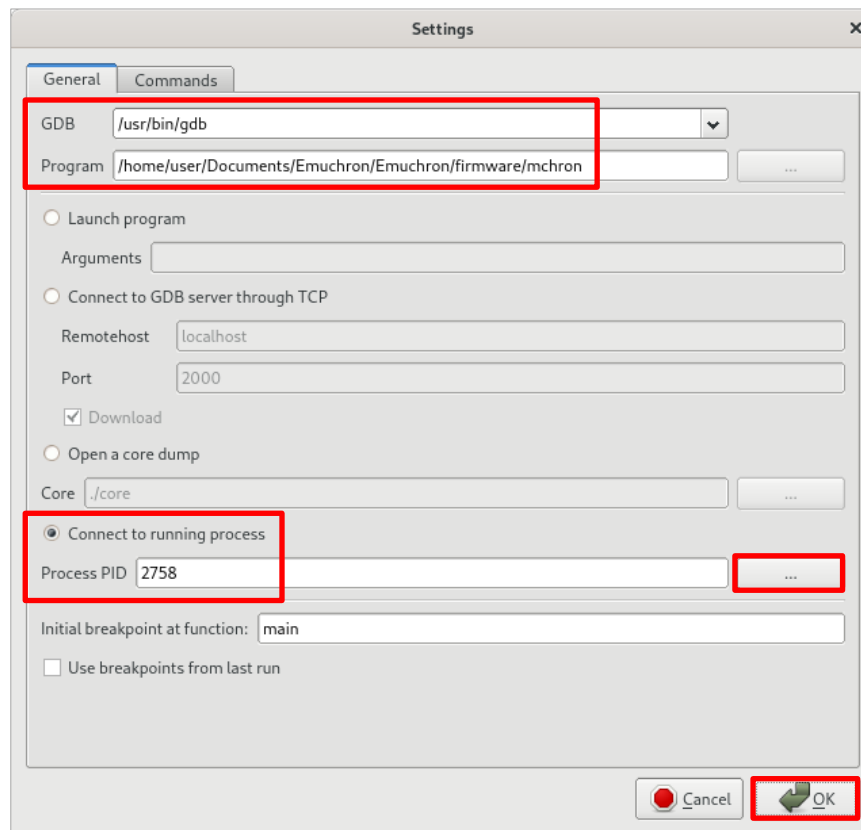 Settings
General Commands
GDB /usr/bin/gdb
Program /home/user/Documents/Emuchron/Emuchron/firmware/mchron ...
Launch program
Arguments
Connect to GDB server through TCP
Remotehost localhost
Port 2000
Download
Open a core dump
Core ./core ...
Connect to running process
Process PID 2758 ...
Initial breakpoint at function: main
Use breakpoints from last run
Cancel OK